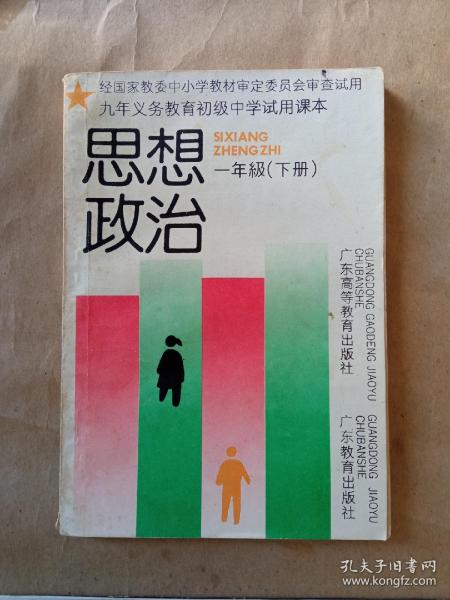 经国家教委中小学教材审定委员会审查试用
九年义务教育初级中学试用课本
思想
政治
SIXIANG
ZHENGZHI
一年级(下册)
GUANGDONG GAODENG JIAOYU
CHUBANSHE
广东高等教育出版社
GUANGDONG JIAOYU
CHUBANSHE
广东教育出版社
孔夫子旧书网
www.kongfz.com